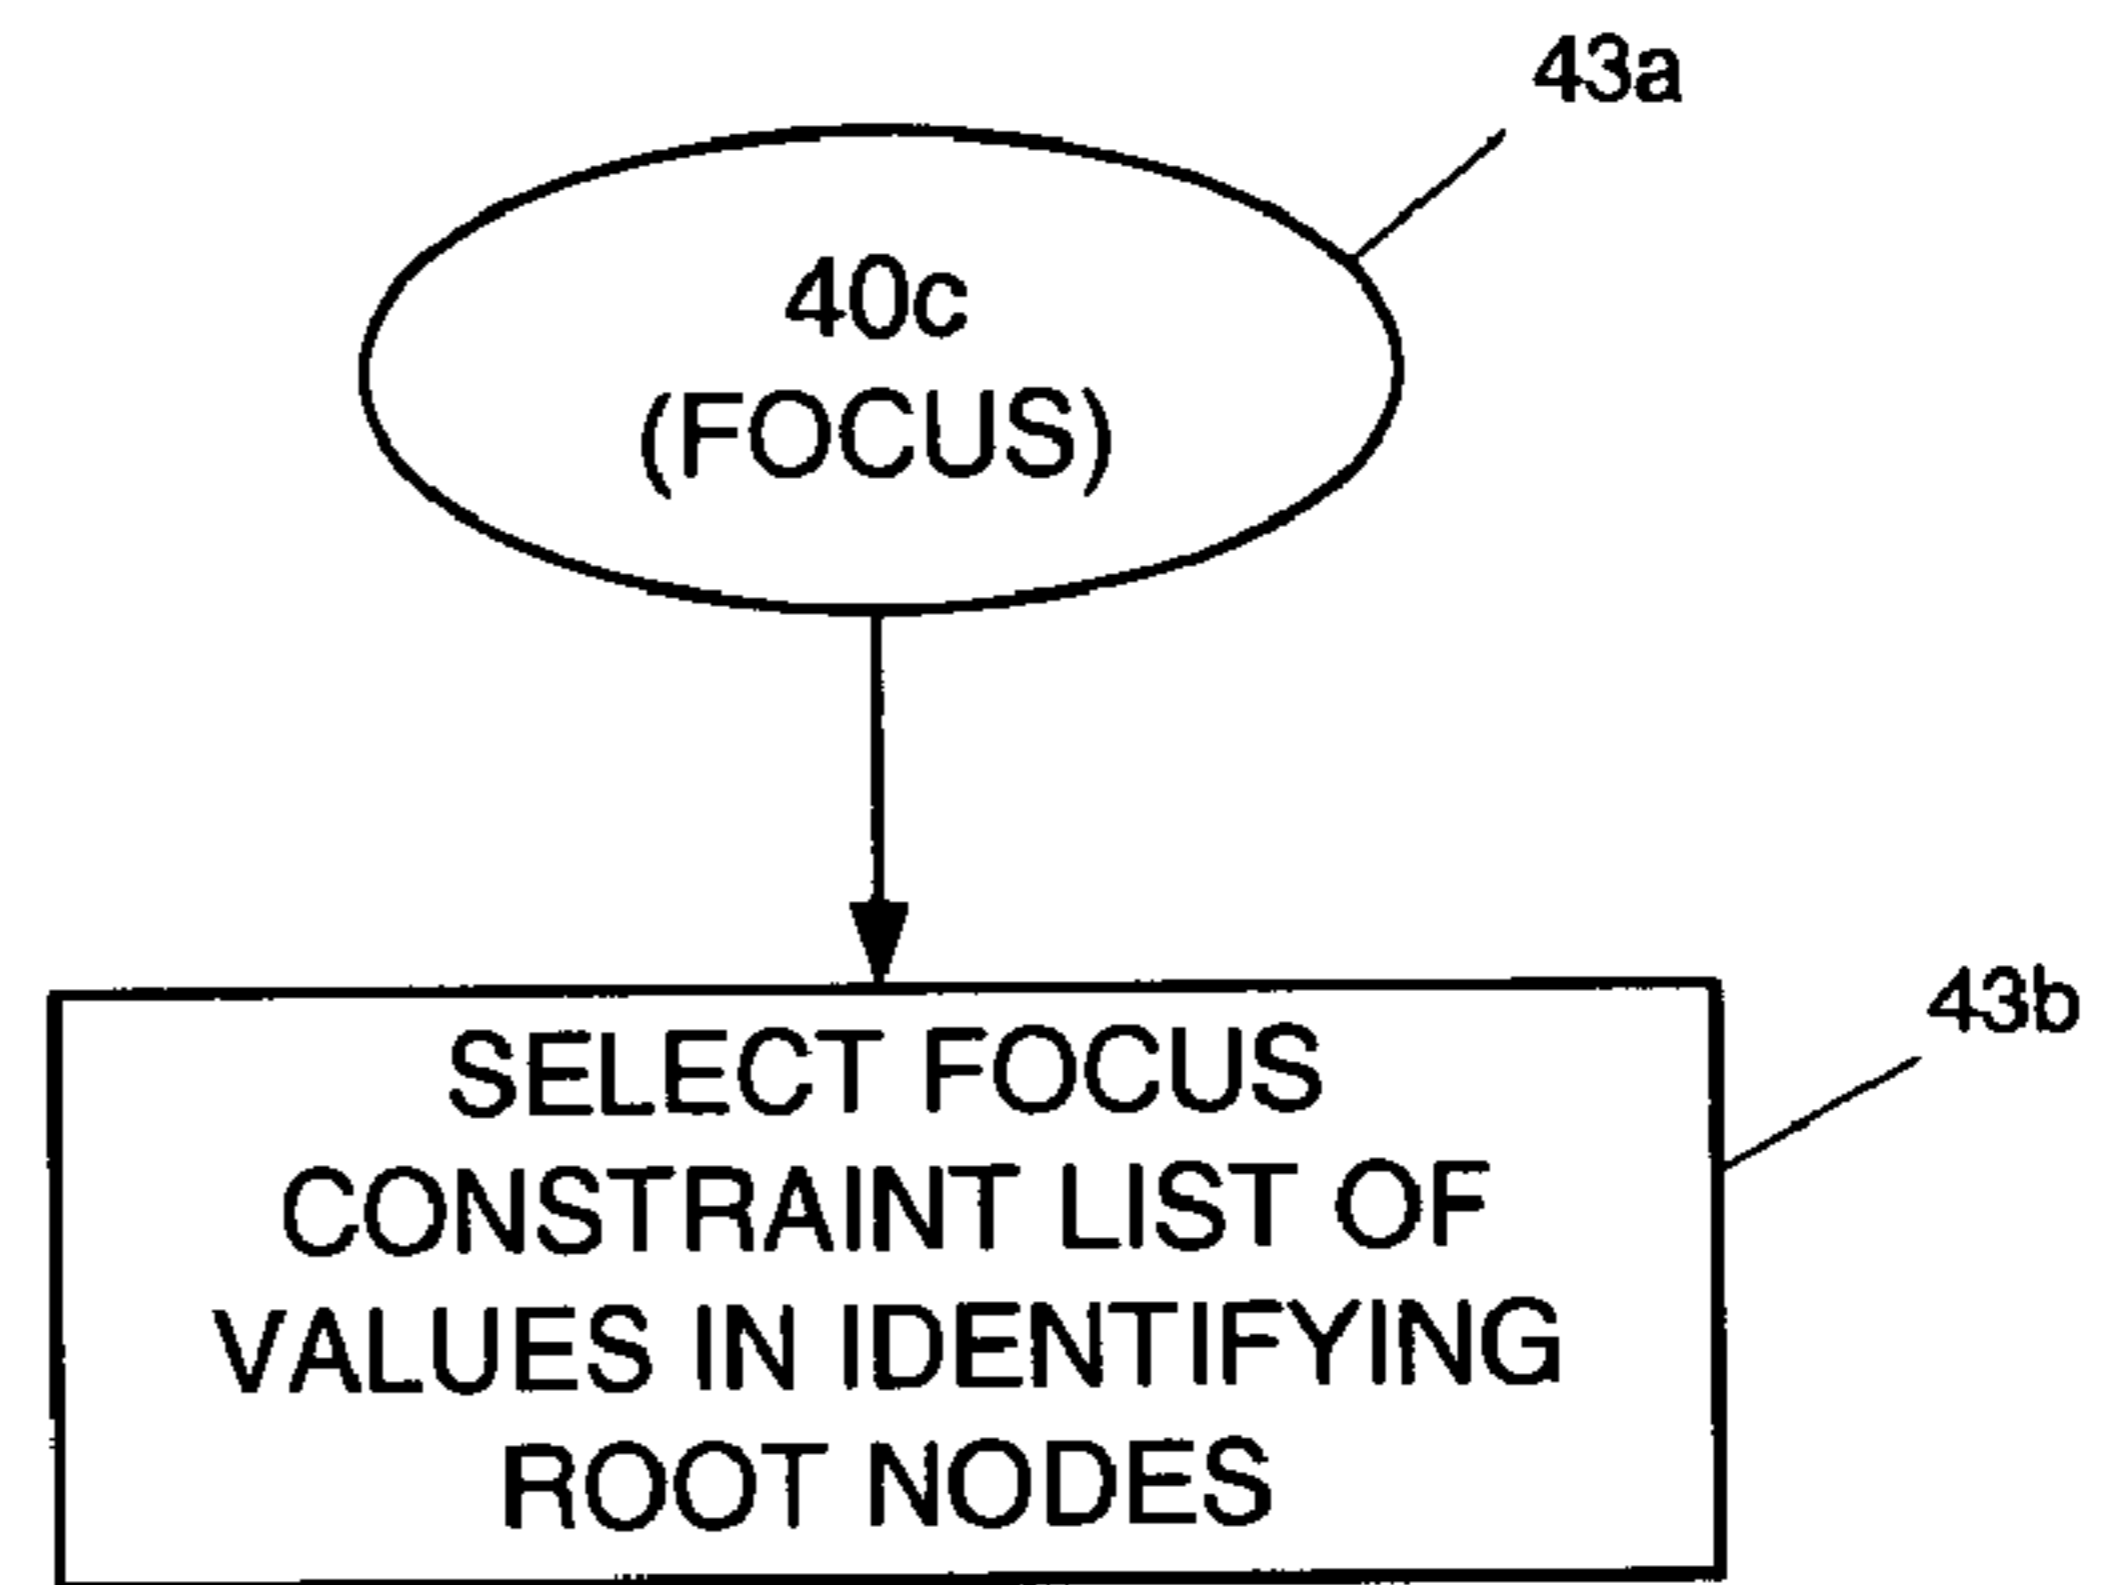 43a
40c
(FOCUS)
43b
SELECT FOCUS
CONSTRAINT LIST OF
VALUES IN IDENTIFYING
ROOT NODES